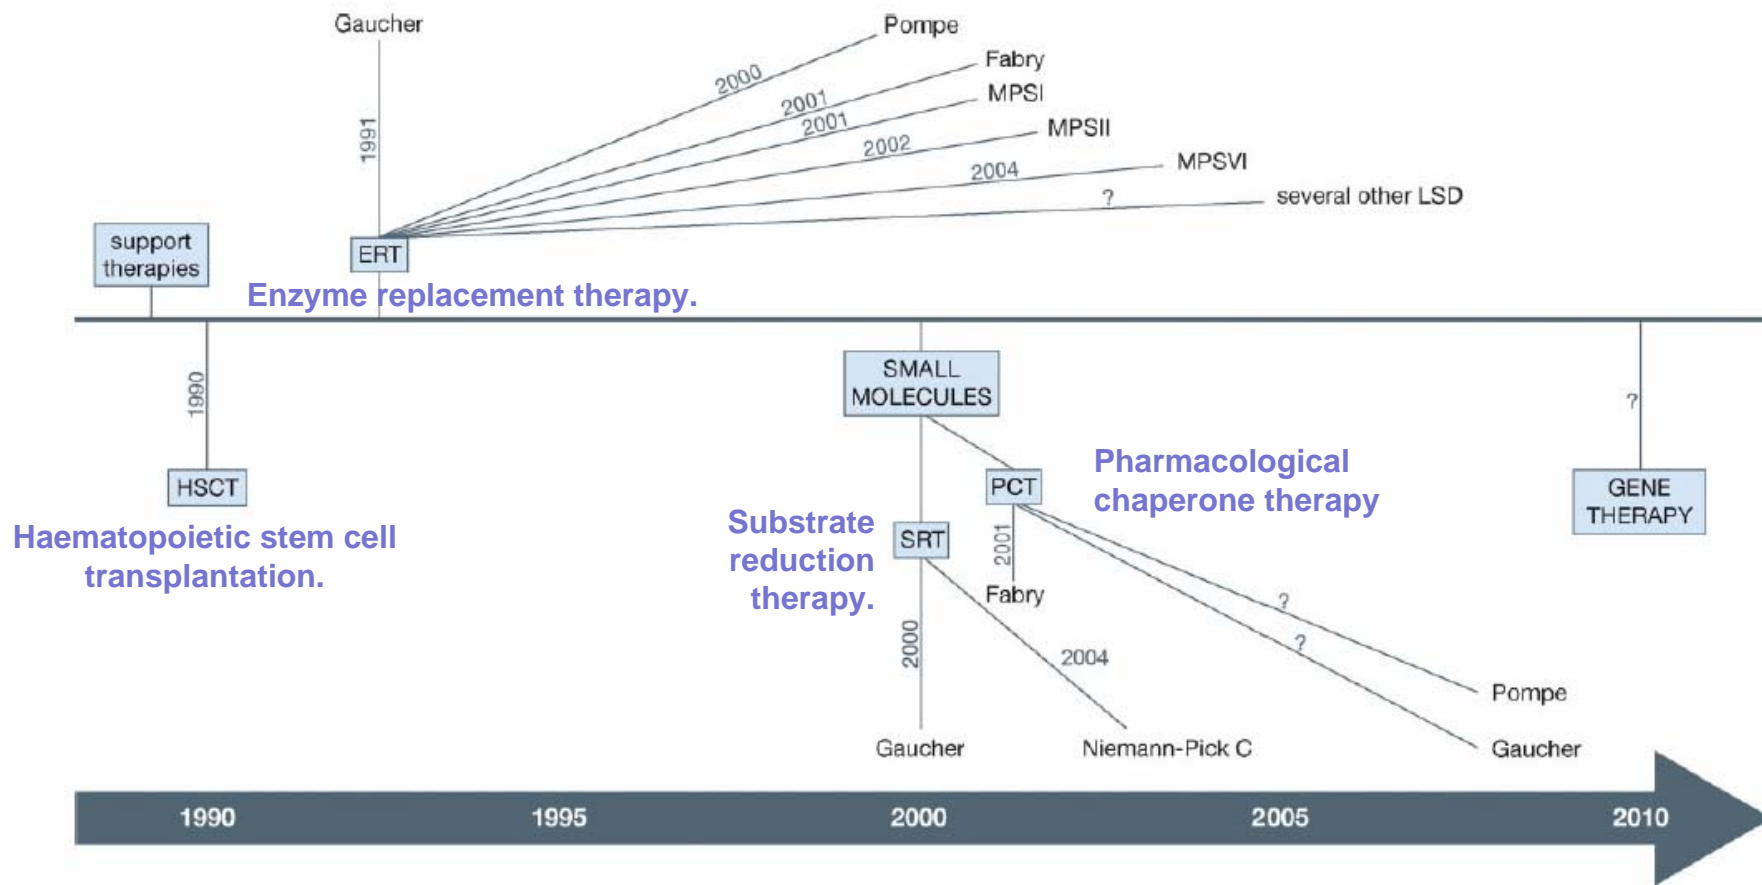 Gaucher
Pompe
Fabry
MPSI
MPSII
MPSVI
several other LSD
1991
2000
2001
2001
2002
2004
?
support
therapies
ERT
Enzyme replacement therapy.
1990
HSCT
Haematopoietic stem cell
transplantation.
SMALL
MOLECULES
PCT
Pharmacological
chaperone therapy
Substrate
reduction
therapy.
SRT
2001
Fabry
2000
2004
?
?
Gaucher
Niemann-Pick C
Pompe
Gaucher
?
GENE
THERAPY
1990
1995
2000
2005
2010